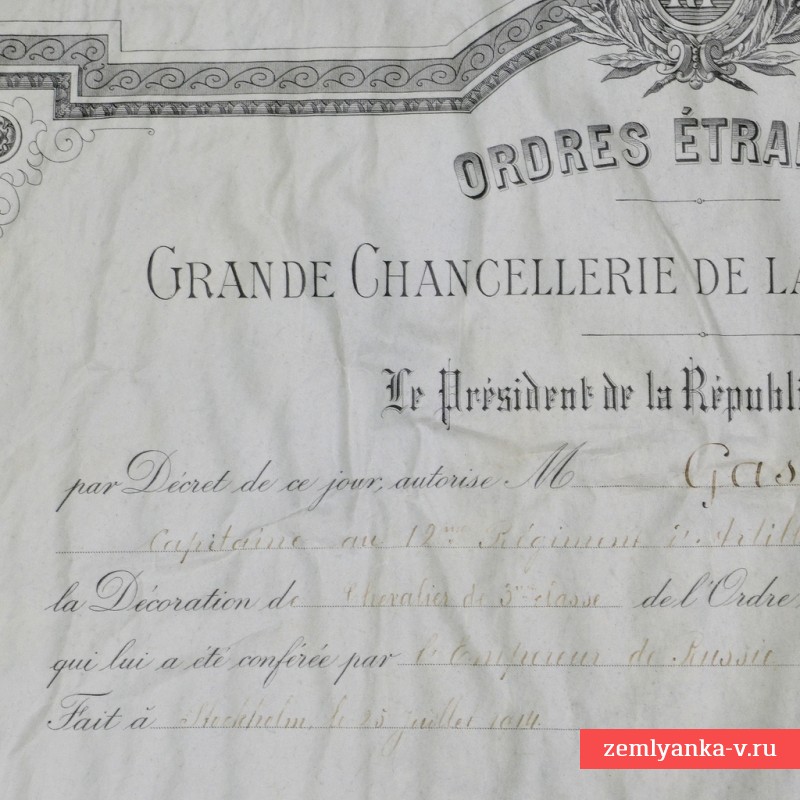 ORDRES ÉTRA
GRANDE CHANCELLERIE DE LA
Le Président de la Républi
par Décret de ce jour, autorise M Gas
Capitaine au 12me Régiment d'Artill
la Décoration de Chevalier de 3me classe de l'Ordre
qui lui a été conférée par l'Empereur de Russie
Fait à Stockholm, le 25 juillet 1914
zemlyanka-v.ru